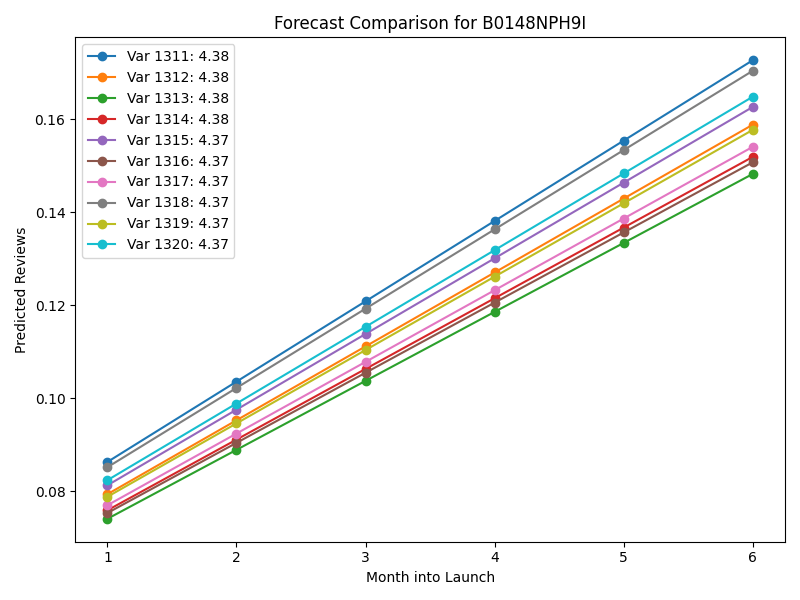 Forecast Comparison for B0148NPH9I
Var 1311: 4.38
Var 1312: 4.38
Var 1313: 4.38
Var 1314: 4.38
Var 1315: 4.37
Var 1316: 4.37
Var 1317: 4.37
Var 1318: 4.37
Var 1319: 4.37
Var 1320: 4.37
Predicted Reviews
0.16
0.14
0.12
0.10
0.08
1 2 3 4 5 6
Month into Launch